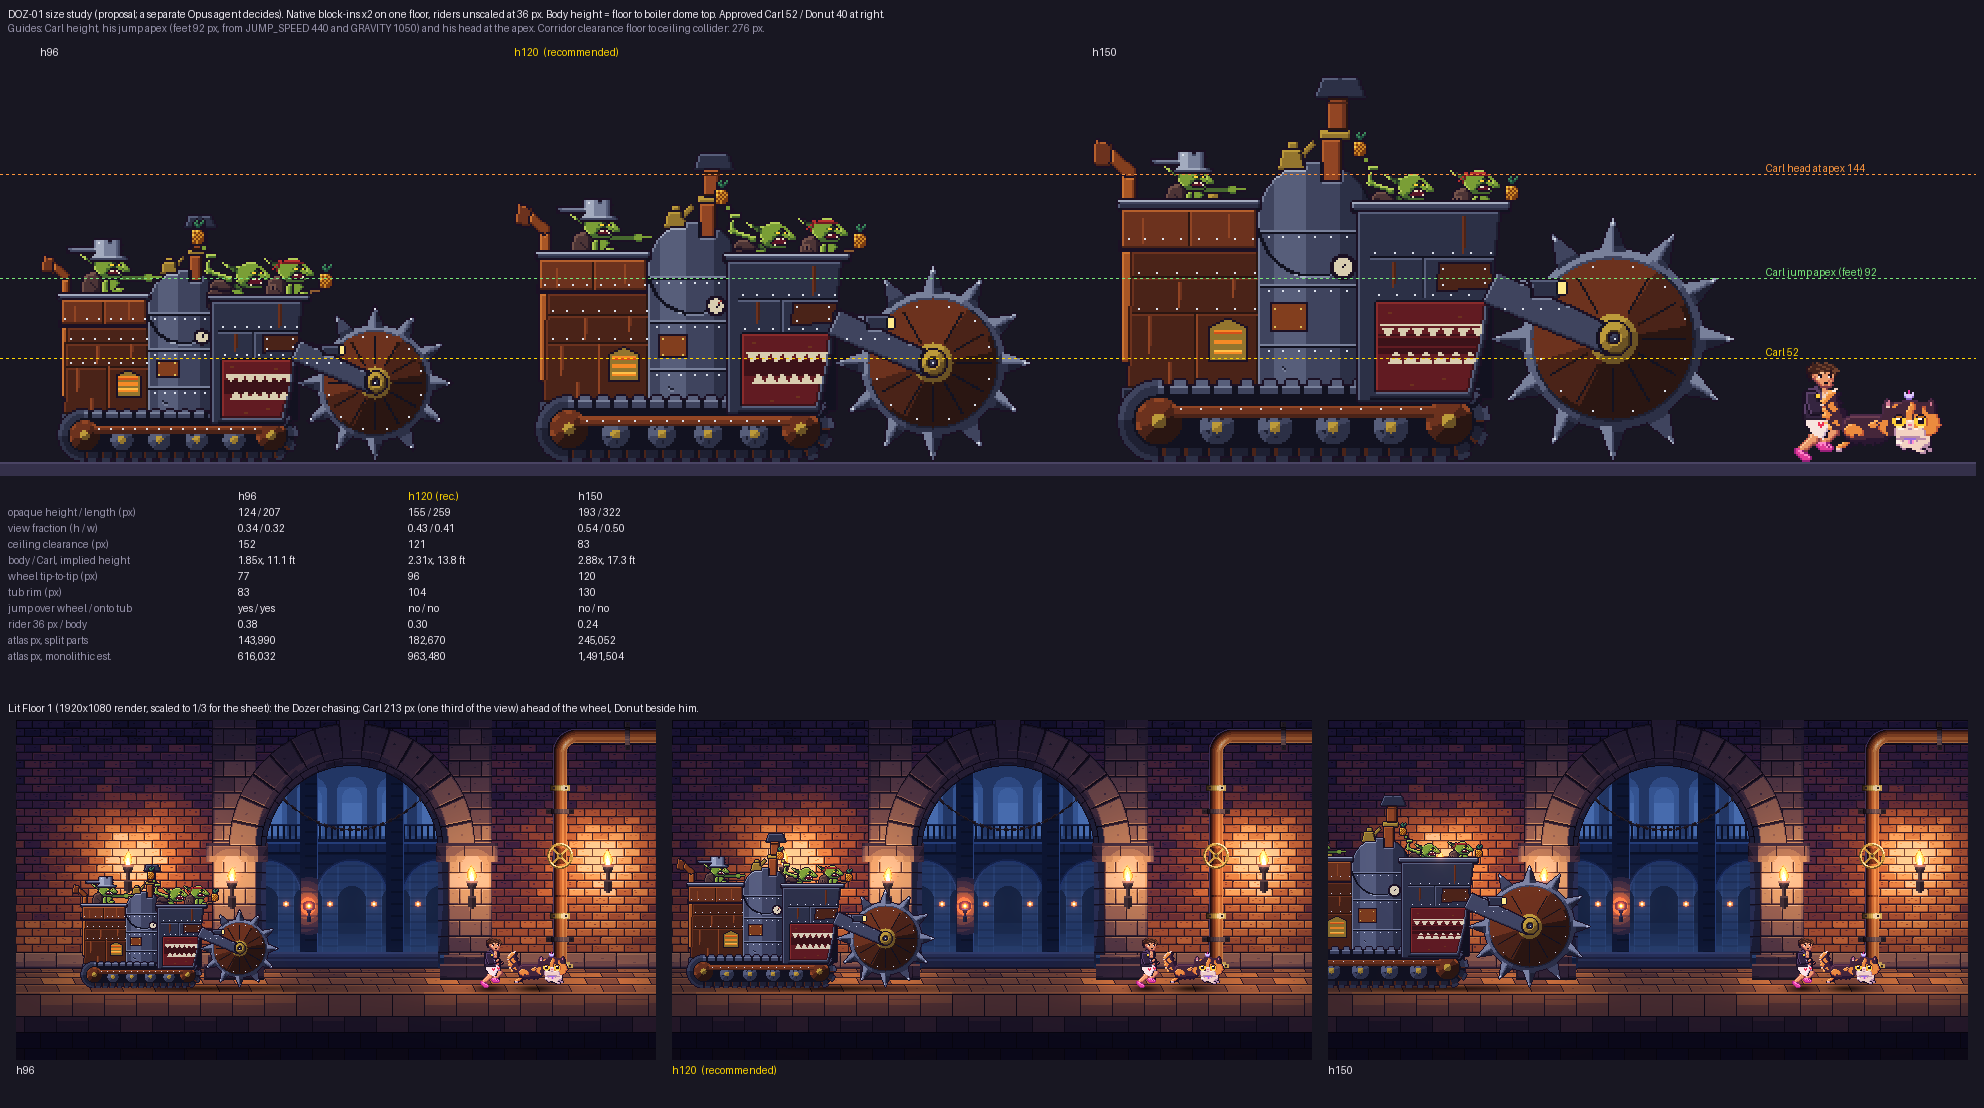 DOZ-01 size study (proposal; a separate Opus agent decides). Native block-ins x2 on one floor, riders unscaled at 36 px. Body height = floor to boiler dome top. Approved Carl 52 / Donut 40 at right.
Guides: Carl height, his jump apex (feet 92 px, from JUMP_SPEED 440 and GRAVITY 1050) and his head at the apex. Corridor clearance floor to ceiling collider: 276 px.
h96 h120 (recommended) h150
Carl head at apex 144
Carl jump apex (feet) 92
Carl 52
h96 h120 (rec.) h150
opaque height / length (px) 124 / 207 155 / 259 193 / 322
view fraction (h / w) 0.34 / 0.32 0.43 / 0.41 0.54 / 0.50
ceiling clearance (px) 152 121 83
body / Carl, implied height 1.85x, 11.1 ft 2.31x, 13.8 ft 2.88x, 17.3 ft
wheel tip-to-tip (px) 77 96 120
tub rim (px) 83 104 130
jump over wheel / onto tub yes / yes no / no no / no
rider 36 px / body 0.38 0.30 0.24
atlas px, split parts 143,990 182,670 245,052
atlas px, monolithic est. 616,032 963,480 1,491,504
Lit Floor 1 (1920x1080 render, scaled to 1/3 for the sheet): the Dozer chasing; Carl 213 px (one third of the view) ahead of the wheel, Donut beside him.
h96 h120 (recommended) h150